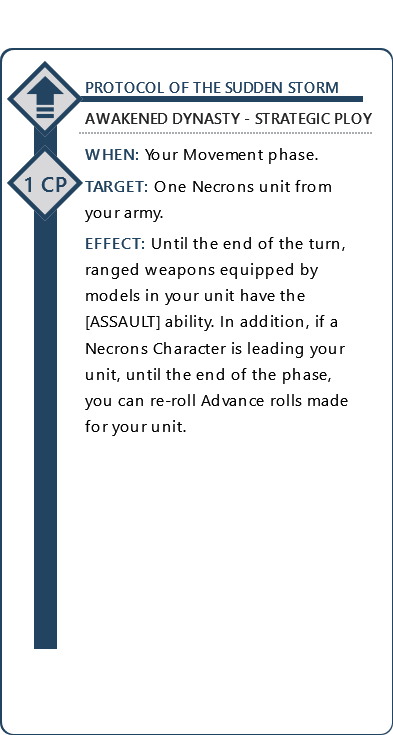 PROTOCOL OF THE SUDDEN STORM
AWAKENED DYNASTY - STRATEGIC PLOY
WHEN: Your Movement phase.
1 CP
TARGET: One Necrons unit from
your army.
EFFECT: Until the end of the turn,
ranged weapons equipped by
models in your unit have the
[ASSAULT] ability. In addition, if a
Necrons Character is leading your
unit, until the end of the phase,
you can re-roll Advance rolls made
for your unit.